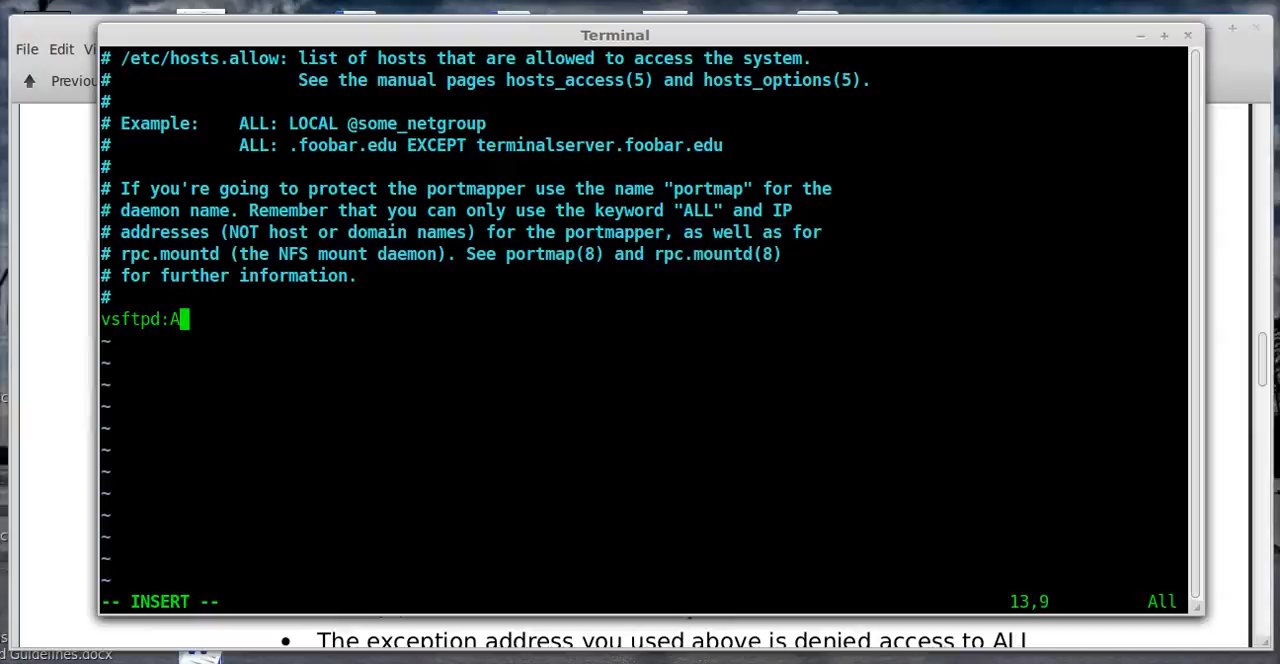 Terminal
File Edit Vi
Previou
# /etc/hosts.allow: list of hosts that are allowed to access the system.
#                   See the manual pages hosts_access(5) and hosts_options(5).
#
# Example:    ALL: LOCAL @some_netgroup
#             ALL: .foobar.edu EXCEPT terminalserver.foobar.edu
#
# If you're going to protect the portmapper use the name "portmap" for the
# daemon name. Remember that you can only use the keyword "ALL" and IP
# addresses (NOT host or domain names) for the portmapper, as well as for
# rpc.mountd (the NFS mount daemon). See portmap(8) and rpc.mountd(8)
# for further information.
#
vsftpd:A
~
~
~
~
~
~
~
~
~
~
~
~
-- INSERT -- 13,9 All
• The exception address you used above is denied access to ALL
d Guidelines.docx